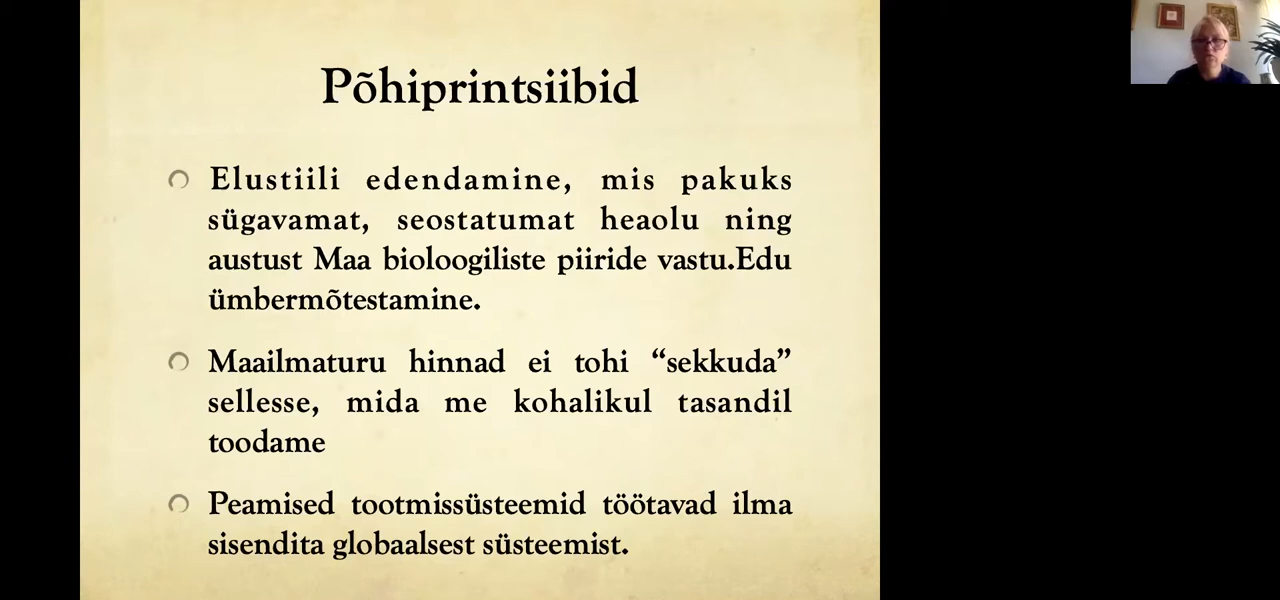 Põhiprintsiibid
Elustiili edendamine, mis pakuks
sügavamat, seostatumat heaolu ning
austust Maa bioloogiliste piiride vastu.Edu
ümbermõtestamine.
Maailmaturu hinnad ei tohi “sekkuda”
sellesse, mida me kohalikul tasandil
toodame
Peamised tootmissüsteemid töötavad ilma
sisendita globaalsest süsteemist.